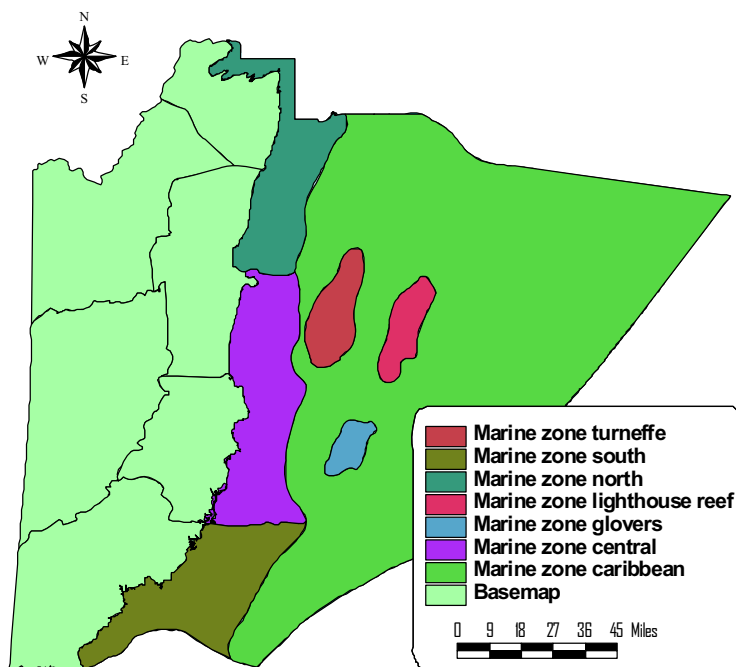 N
W E
S
Marine zone turneffe
Marine zone south
Marine zone north
Marine zone lighthouse reef
Marine zone glovers
Marine zone central
Marine zone caribbean
Basemap
0 9 18 27 36 45 Miles